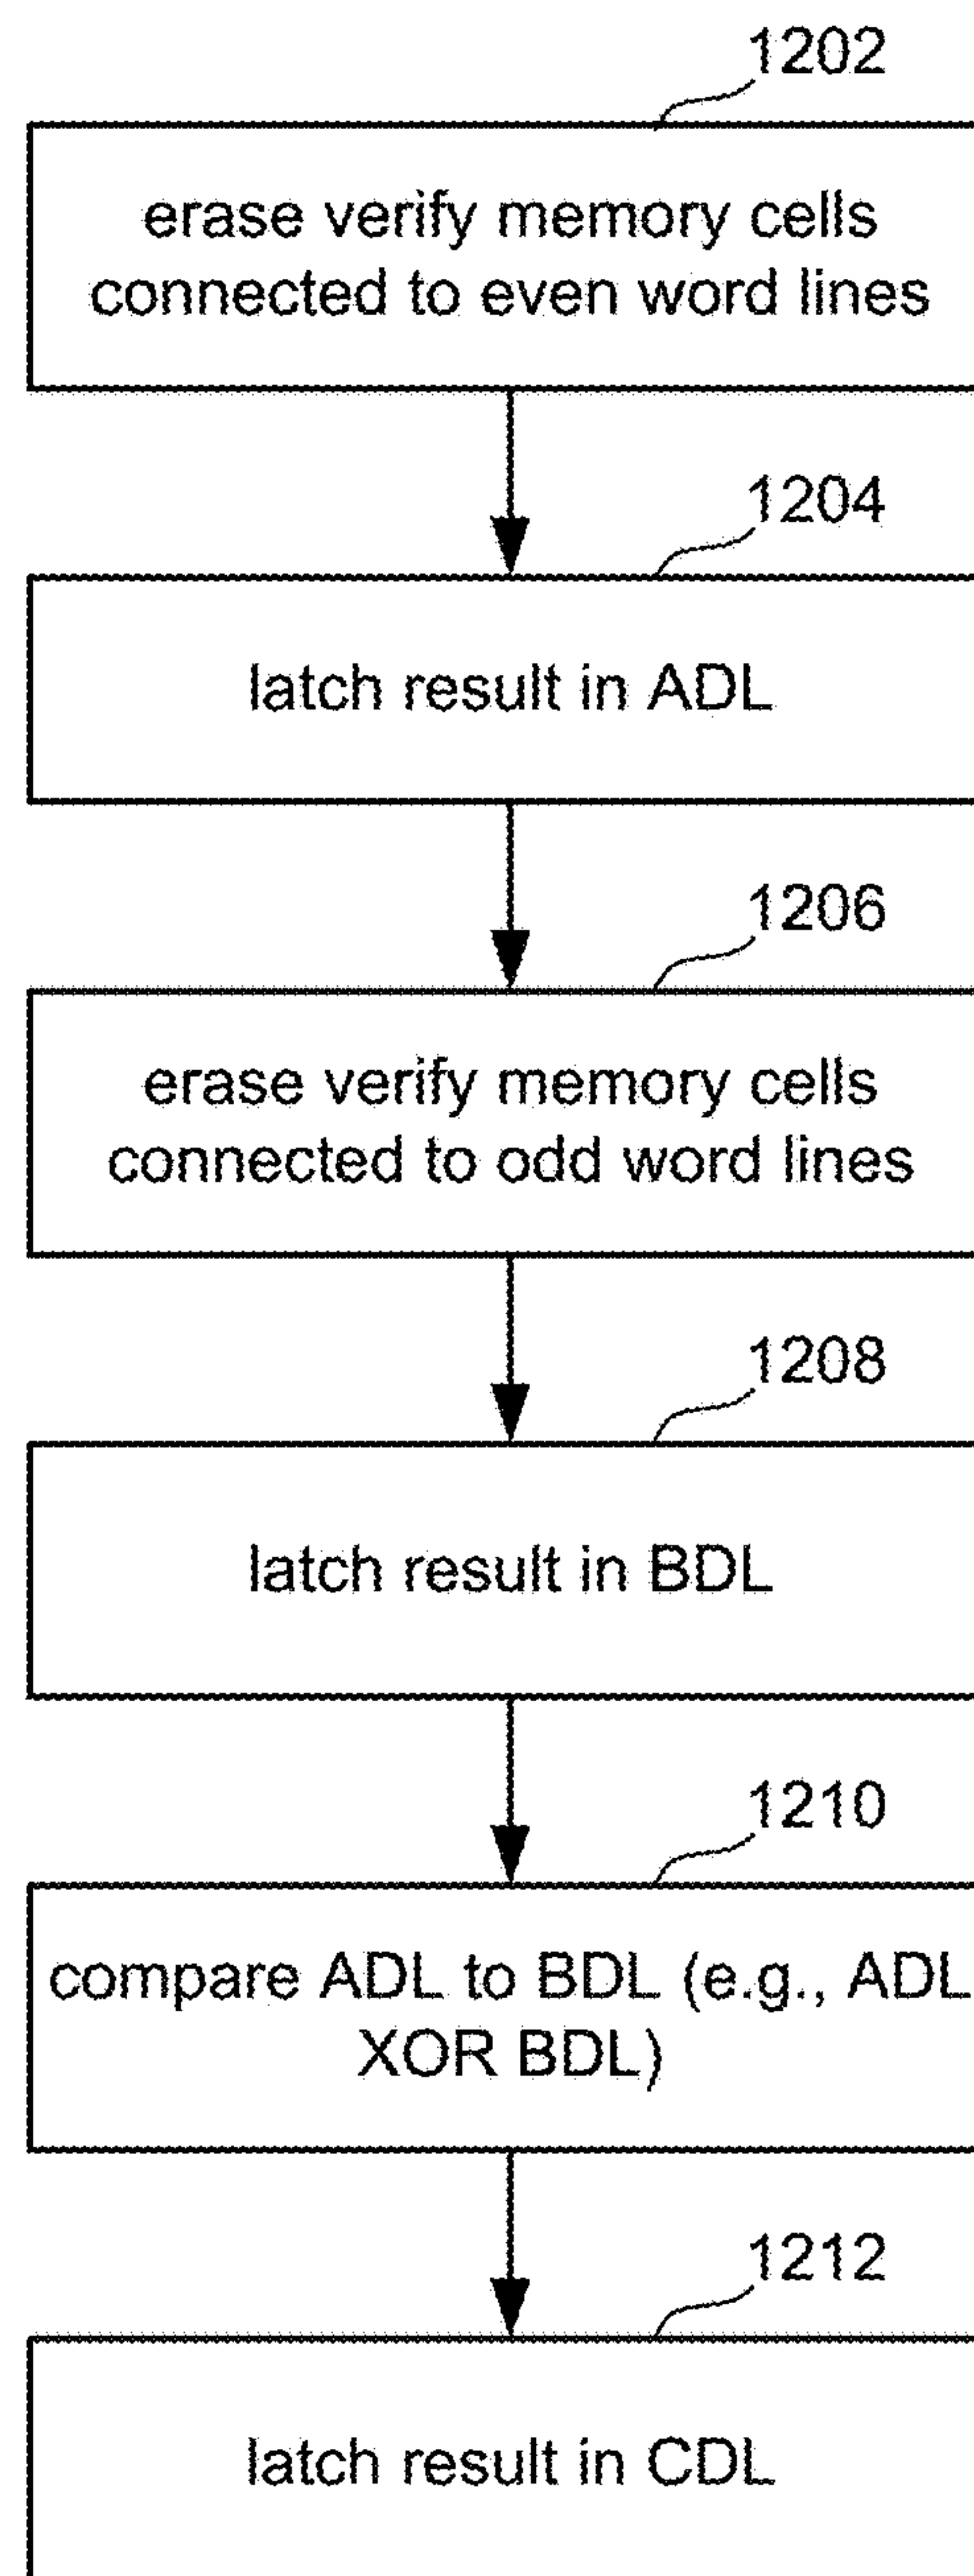 1202
erase verify memory cells
connected to even word lines
1204
latch result in ADL
1206
erase verify memory cells
connected to odd word lines
1208
latch result in BDL
1210
compare ADL to BDL (e.g., ADL
XOR BDL)
1212
latch result in CDL